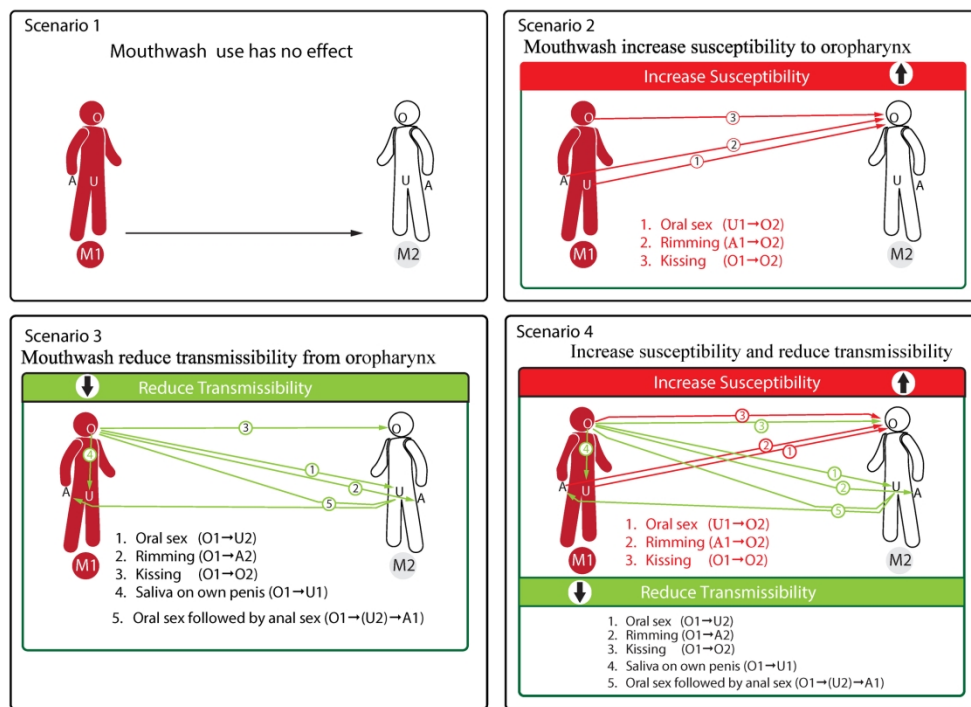 Scenario 1
Mouthwash use has no effect
O
O
A
U
U
A
M1
M2
Scenario 2
Mouthwash increase susceptibility to oropharynx
Increase Susceptibility
O
3
O
2
1
A
U
U
A
1. Oral sex (U1→O2)
2. Rimming (A1→O2)
3. Kissing (O1→O2)
M1
M2
Scenario 3
Mouthwash reduce transmissibility from oropharynx
Reduce Transmissibility
O
3
O
4
1
2
A
U
5
U
A
1. Oral sex (O1→U2)
2. Rimming (O1→A2)
3. Kissing (O1→O2)
4. Saliva on own penis (O1→U1)
5. Oral sex followed by anal sex (O1→(U2)→A1)
M1
M2
Scenario 4
Increase susceptibility and reduce transmissibility
Increase Susceptibility
O
3
3
O
4
2
1
1
2
A
U
5
U
A
1. Oral sex (U1→O2)
2. Rimming (A1→O2)
3. Kissing (O1→O2)
M1
M2
Reduce Transmissibility
1. Oral sex (O1→U2)
2. Rimming (O1→A2)
3. Kissing (O1→O2)
4. Saliva on own penis (O1→U1)
5. Oral sex followed by anal sex (O1→(U2)→A1)